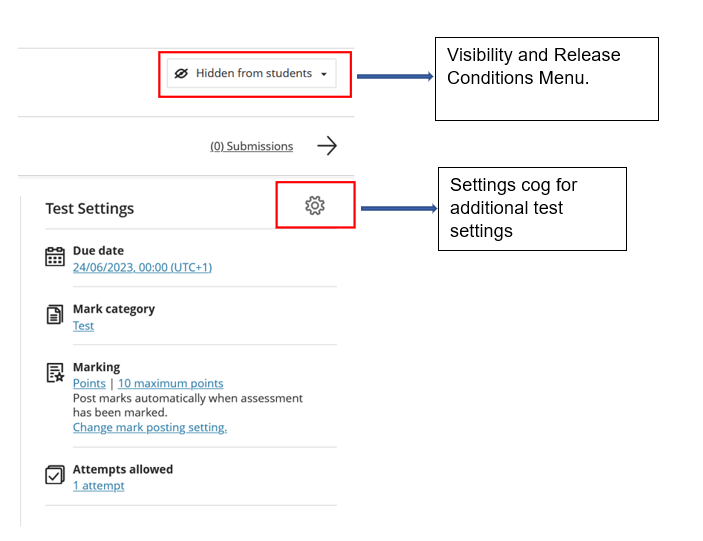 Hidden from students
Visibility and Release
Conditions Menu.
(0) Submissions
Test Settings
Settings cog for
additional test
settings
Due date
24/06/2023, 00:00 (UTC+1)
Mark category
Test
Marking
Points | 10 maximum points
Post marks automatically when assessment
has been marked.
Change mark posting setting.
Attempts allowed
1 attempt